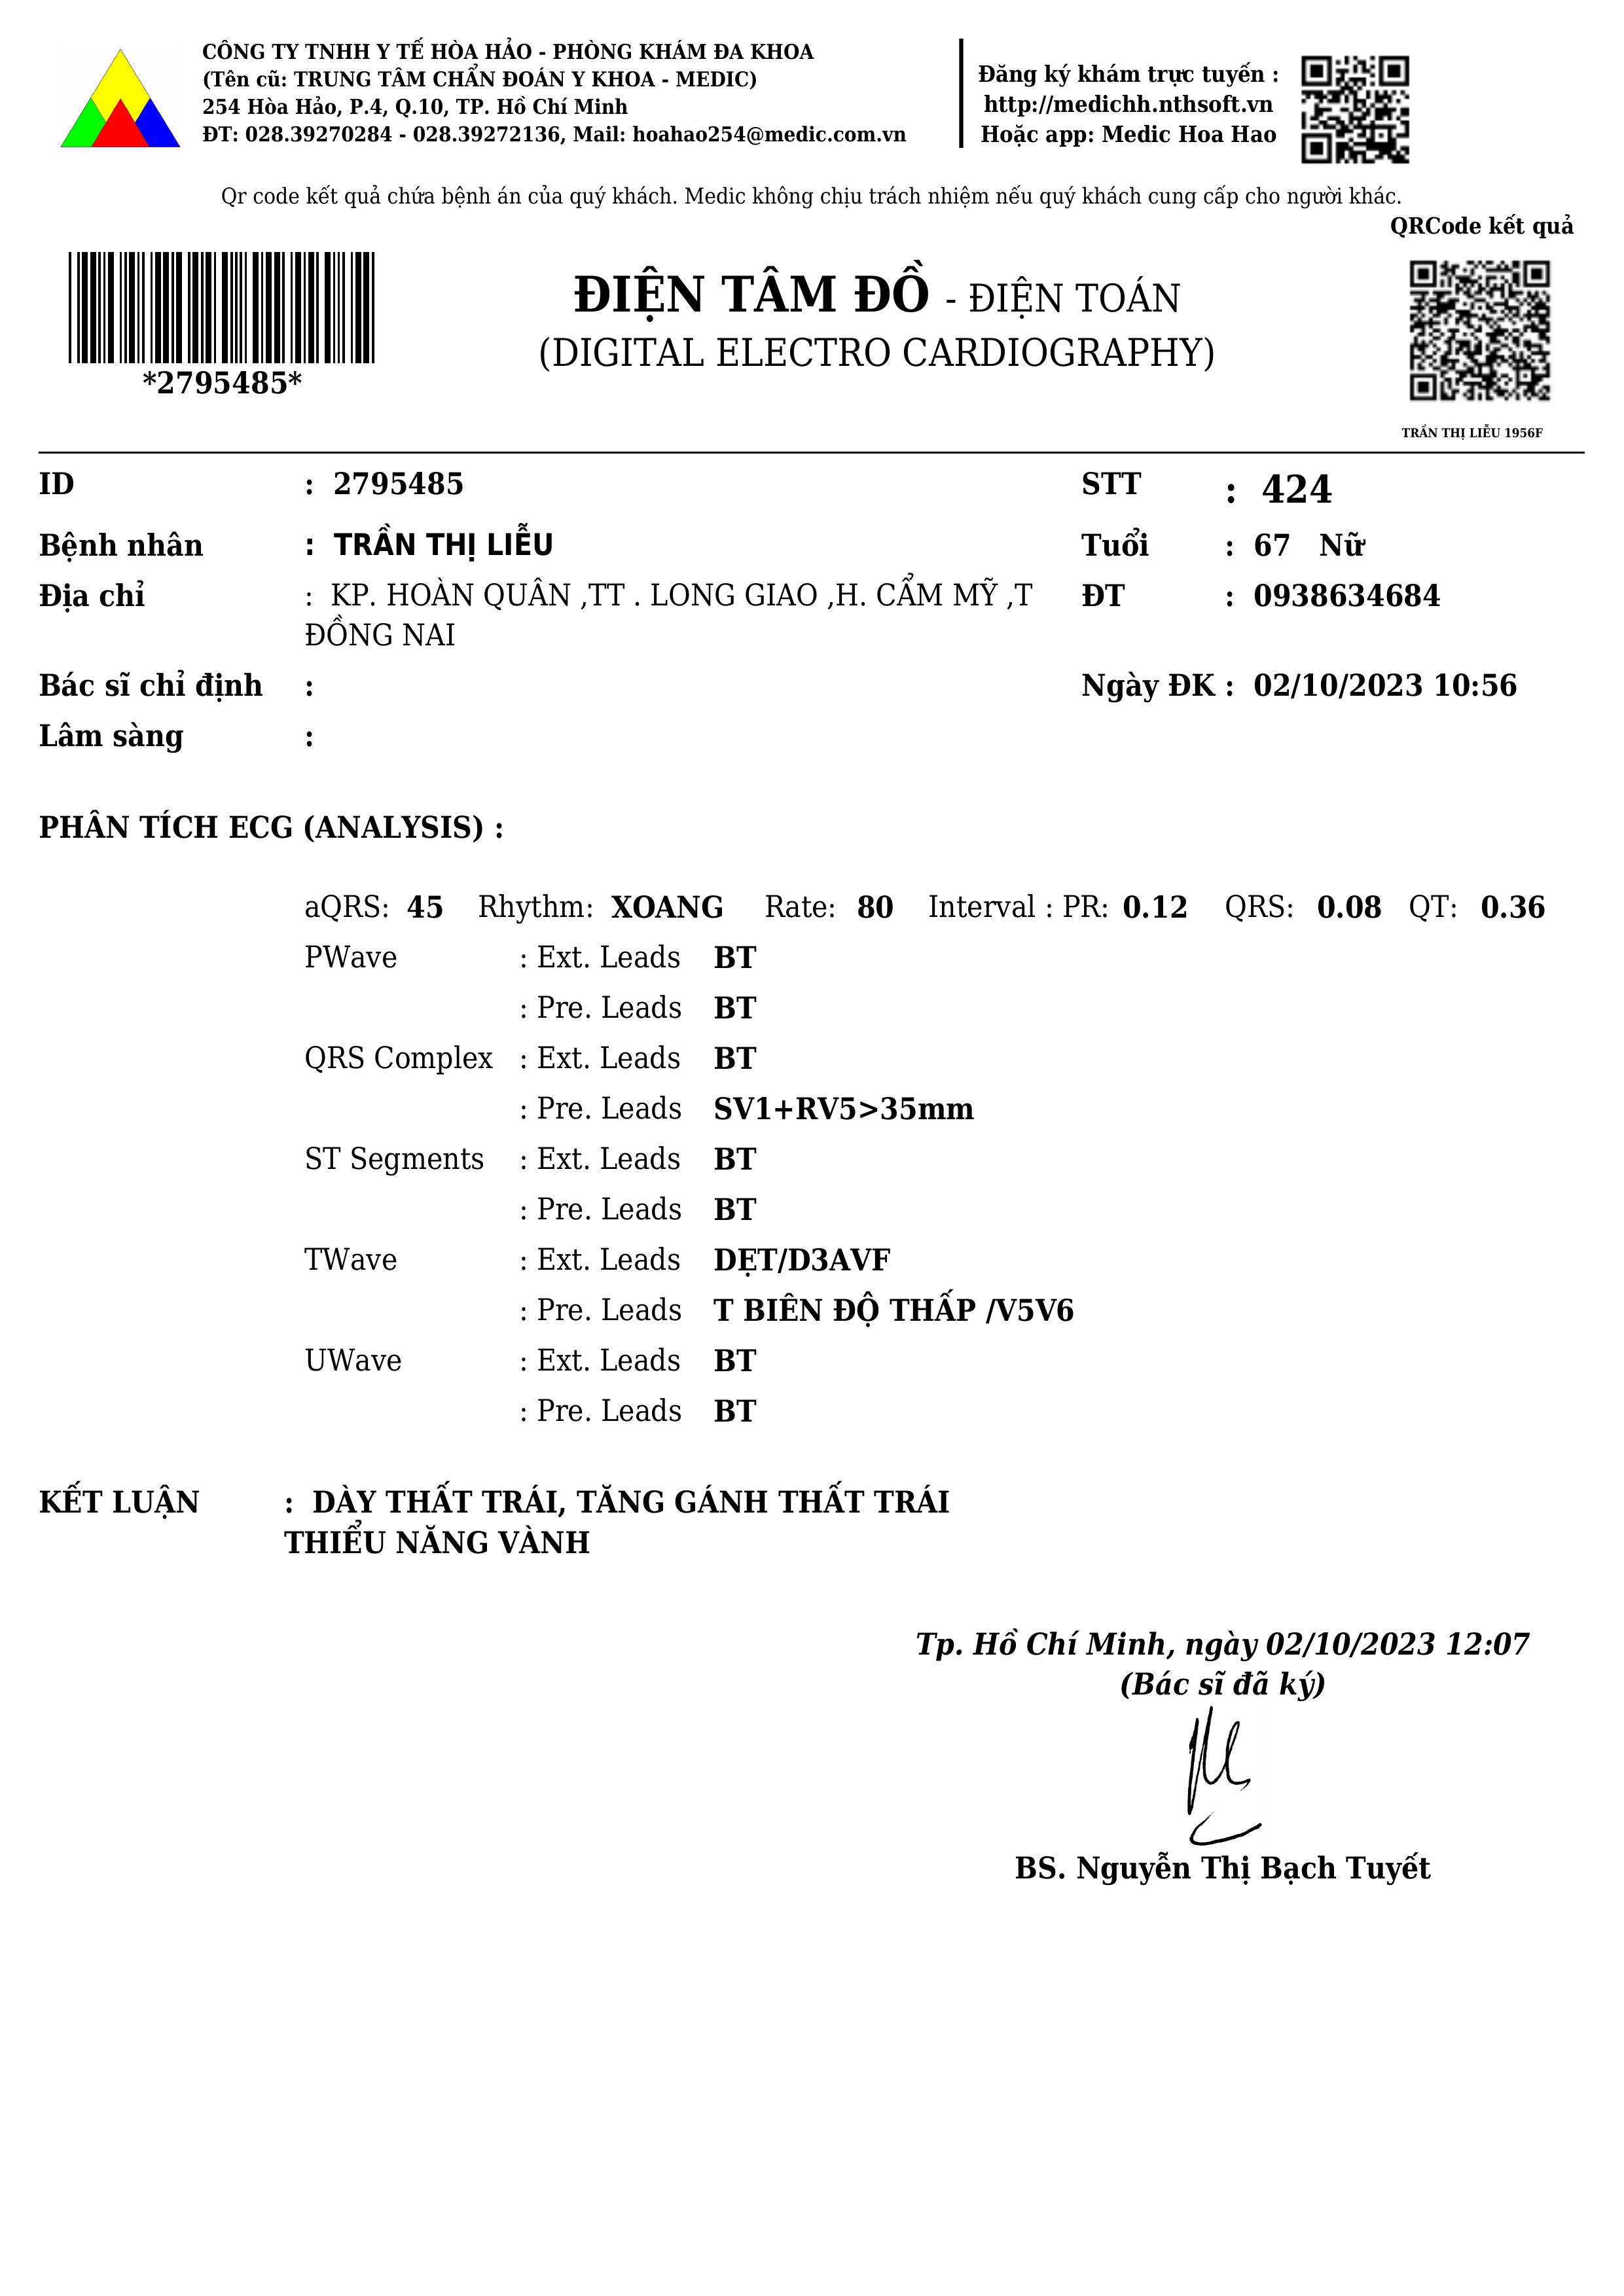 CÔNG TY TNHH Y TẾ HÒA HẢO - PHÒNG KHÁM ĐA KHOA
(Tên cũ: TRUNG TÂM CHẨN ĐOÁN Y KHOA - MEDIC)
254 Hòa Hảo, P.4, Q.10, TP. Hồ Chí Minh
ĐT: 028.39270284 - 028.39272136, Mail: hoahao254@medic.com.vn
Đăng ký khám trực tuyến :
http://medichh.nthsoft.vn
Hoặc app: Medic Hoa Hao
Qr code kết quả chứa bệnh án của quý khách. Medic không chịu trách nhiệm nếu quý khách cung cấp cho người khác.
QRCode kết quả
*2795485*
ĐIỆN TÂM ĐỒ - ĐIỆN TOÁN
(DIGITAL ELECTRO CARDIOGRAPHY)
TRẦN THỊ LIỄU 1956F
ID : 2795485 STT : 424
Bệnh nhân : TRẦN THỊ LIỄU Tuổi : 67 Nữ
Địa chỉ : KP. HOÀN QUÂN ,TT . LONG GIAO ,H. CẨM MỸ ,T ĐT : 0938634684
ĐỒNG NAI
Bác sĩ chỉ định : Ngày ĐK : 02/10/2023 10:56
Lâm sàng :
PHÂN TÍCH ECG (ANALYSIS) :
aQRS: 45 Rhythm: XOANG Rate: 80 Interval : PR: 0.12 QRS: 0.08 QT: 0.36
PWave : Ext. Leads BT
: Pre. Leads BT
QRS Complex : Ext. Leads BT
: Pre. Leads SV1+RV5>35mm
ST Segments : Ext. Leads BT
: Pre. Leads BT
TWave : Ext. Leads DẸT/D3AVF
: Pre. Leads T BIÊN ĐỘ THẤP /V5V6
UWave : Ext. Leads BT
: Pre. Leads BT
KẾT LUẬN : DÀY THẤT TRÁI, TĂNG GÁNH THẤT TRÁI
THIỂU NĂNG VÀNH
Tp. Hồ Chí Minh, ngày 02/10/2023 12:07
(Bác sĩ đã ký)
BS. Nguyễn Thị Bạch Tuyết